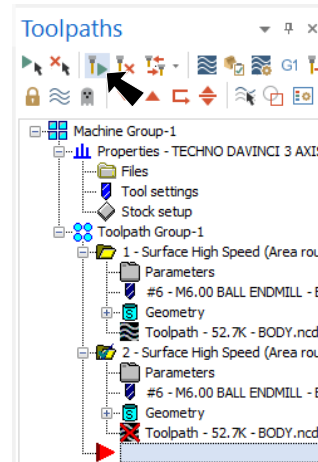 Toolpaths
G1
Machine Group-1
Properties - TECHNO DAVINCI 3 AXIS
Files
Tool settings
Stock setup
Toolpath Group-1
1 - Surface High Speed (Area rou
Parameters
#6 - M6.00 BALL ENDMILL -
Geometry
Toolpath - 52.7K - BODY.ncd
2 - Surface High Speed (Area rou
Parameters
#6 - M6.00 BALL ENDMILL -
Geometry
Toolpath - 52.7K - BODY.ncd